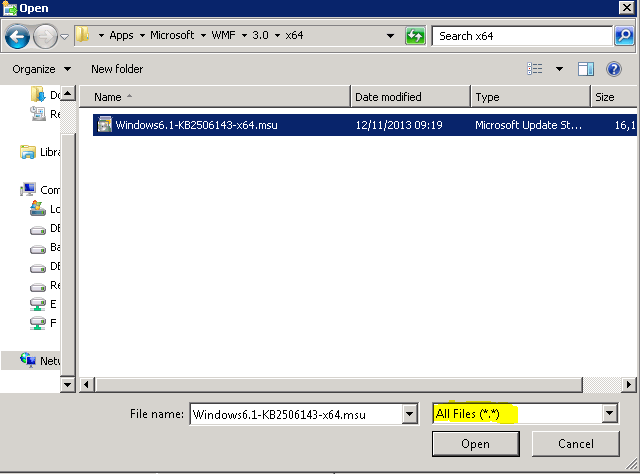 Open
Apps Microsoft WMF 3.0 x64 Search x64
Organize New folder
Name Date modified Type Size
Windows6.1-KB2506143-x64.msu 12/11/2013 09:19 Microsoft Update St... 16,1
Do
Re
Libra
Com
Lo
DB
Ba
DB
Re
E
F
Netw
File name: Windows6.1-KB2506143-x64.msu All Files (*.*)
Open Cancel